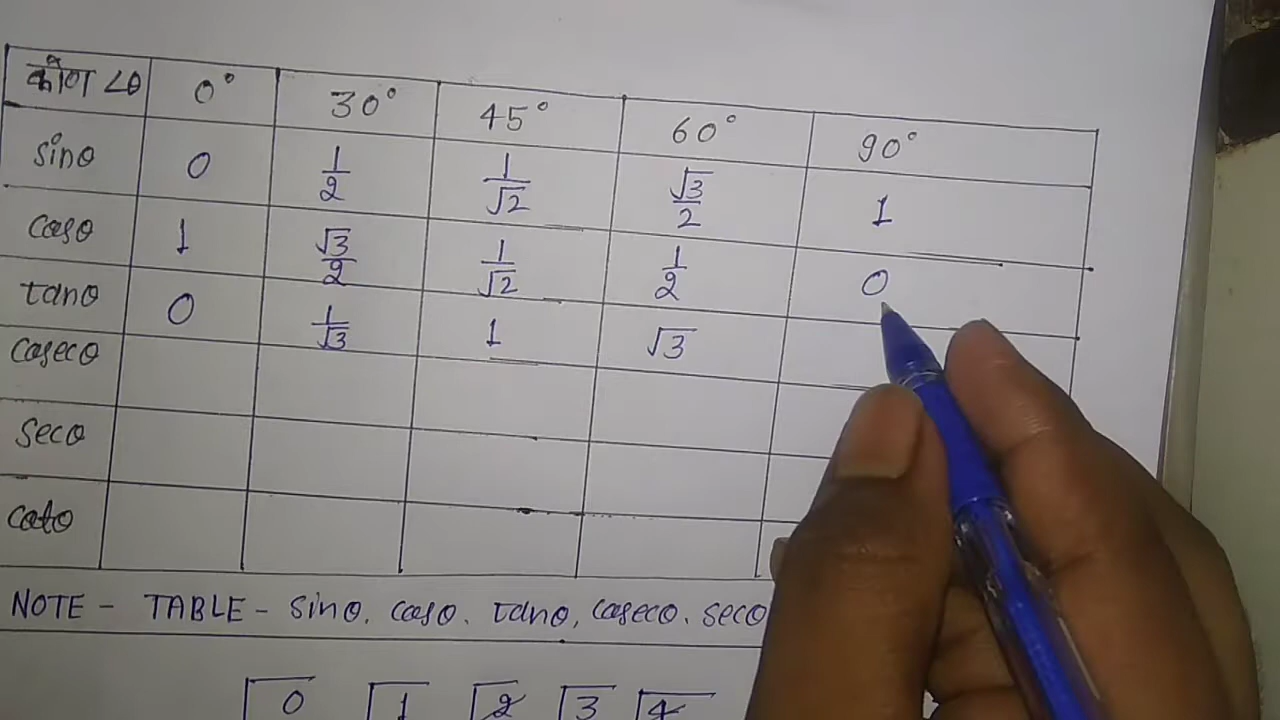 कोण ∠θ 0° 30° 45° 60° 90°
sinθ 0 1/2 1/√2 √3/2 1
cosθ 1 √3/2 1/√2 1/2 0
tanθ 0 1/√3 1 √3
cosecθ
secθ
cotθ
NOTE - TABLE - sinθ, cosθ, tanθ, cosecθ, secθ
√0 √1 √2 √3 √4